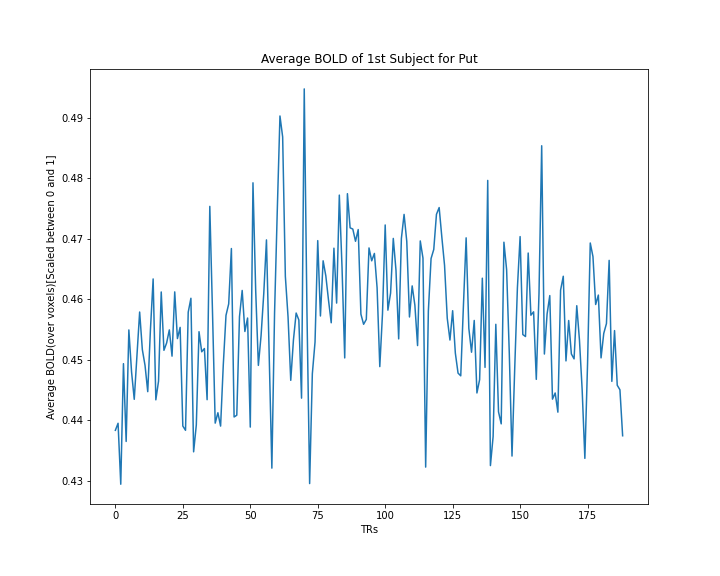 Average BOLD of 1st Subject for Put
Average BOLD(over voxels)[Scaled between 0 and 1]
0.49
0.48
0.47
0.46
0.45
0.44
0.43
0 25 50 75 100 125 150 175
TRs